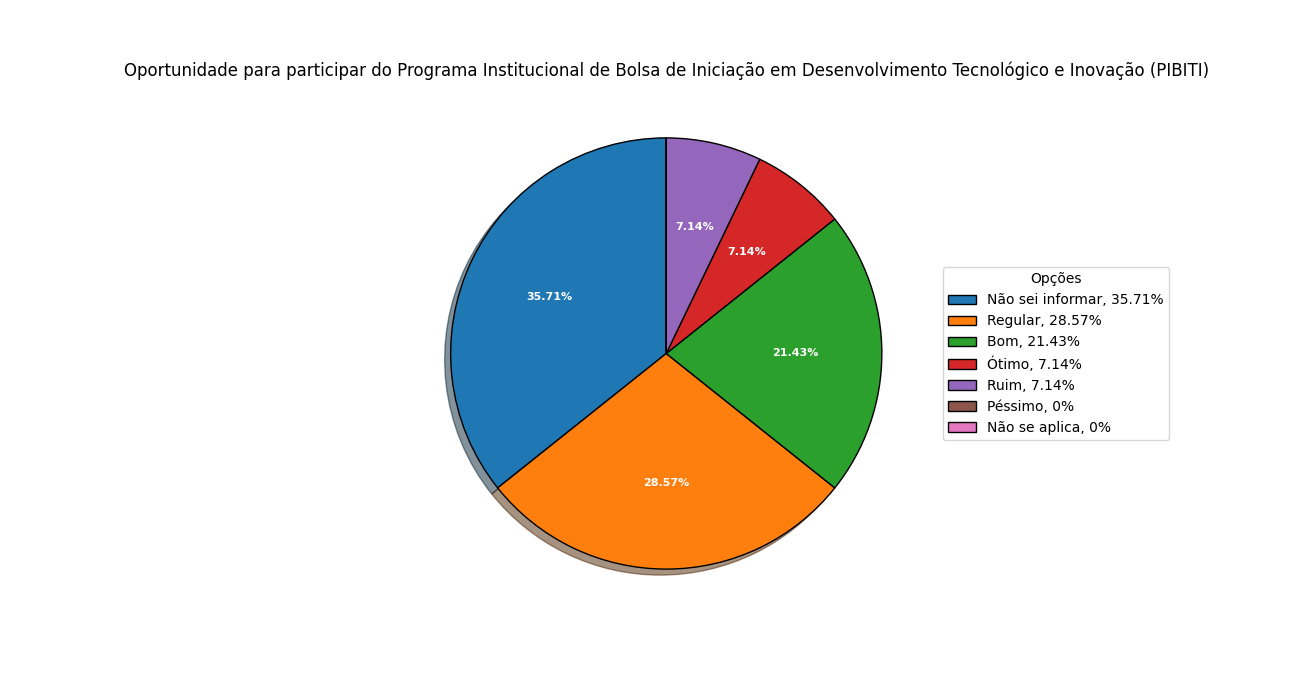 Oportunidade para participar do Programa Institucional de Bolsa de Iniciação em Desenvolvimento Tecnológico e Inovação (PIBITI)
7.14%
7.14%
35.71%
21.43%
28.57%
Opções
Não sei informar, 35.71%
Regular, 28.57%
Bom, 21.43%
Ótimo, 7.14%
Ruim, 7.14%
Péssimo, 0%
Não se aplica, 0%